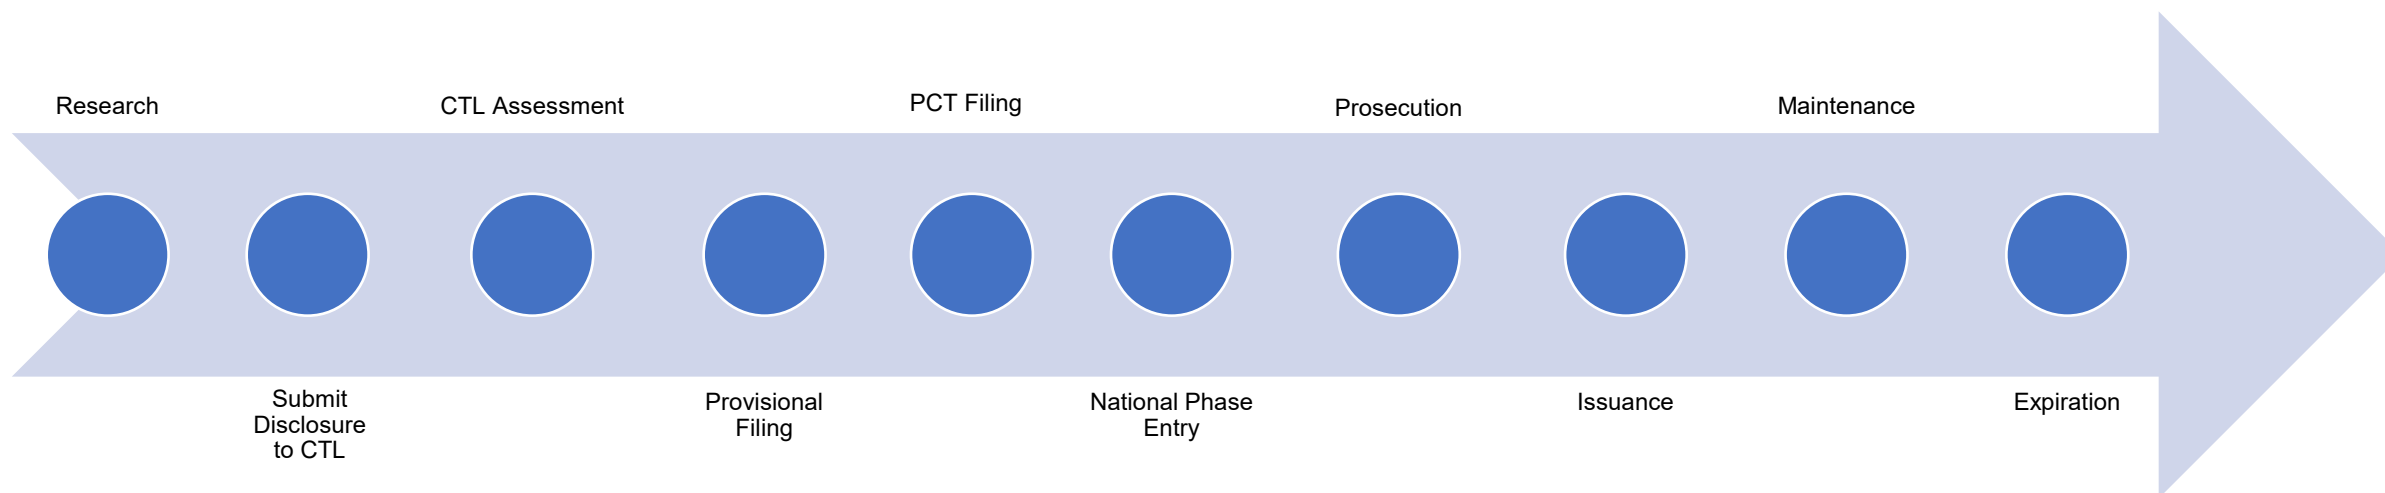 Research
CTL Assessment
PCT Filing
Prosecution
Maintenance
Submit
Disclosure
to CTL
Provisional
Filing
National Phase
Entry
Issuance
Expiration